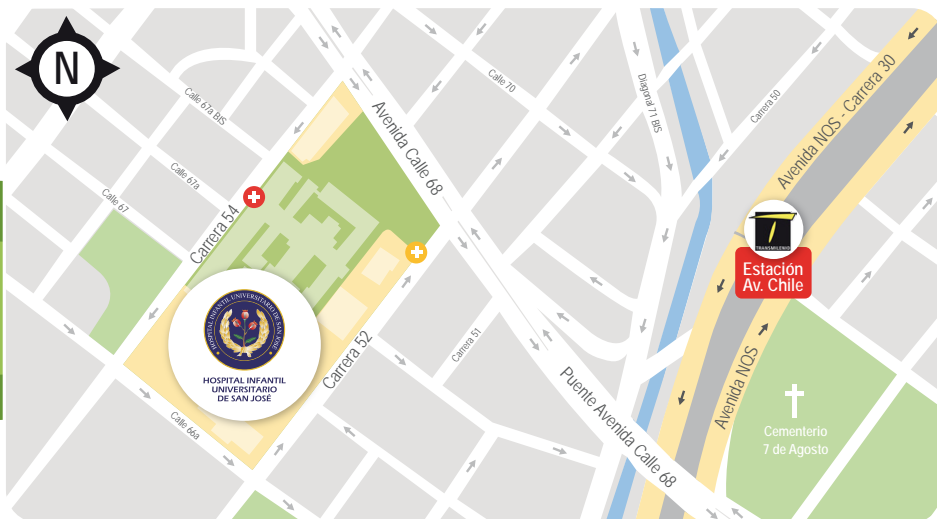 N
Calle 67a BIS
Calle 67a
Calle 67
Carrera 54
Avenida Calle 68
Calle 70
Diagonal 71 BIS
Carrera 50
Avenida NQS - Carrera 30
TRANSMILENIO
Estación
Av. Chile
HOSPITAL INFANTIL UNIVERSITARIO DE SAN JOSÉ
HOSPITAL INFANTIL
UNIVERSITARIO
DE SAN JOSÉ
Carrera 52
Carrera 51
Calle 66a
Puente Avenida Calle 68
Avenida NQS
Cementerio
7 de Agosto